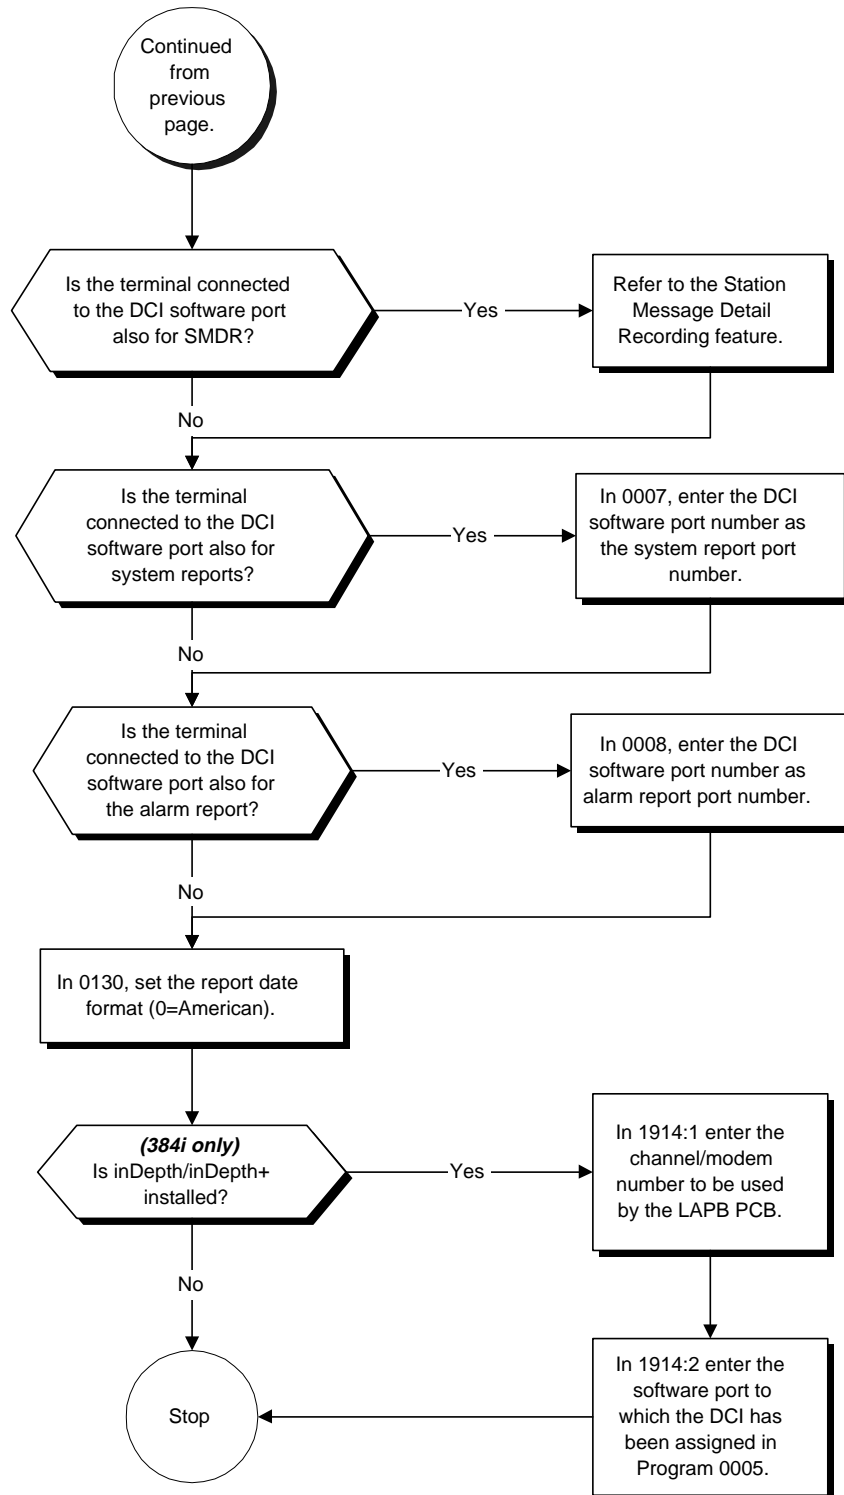 Continued
from
previous
page.
Is the terminal connected
to the DCI software port
also for SMDR?
Yes
Refer to the Station
Message Detail
Recording feature.
No
Is the terminal
connected to the DCI
software port also for
system reports?
Yes
In 0007, enter the DCI
software port number as
the system report port
number.
No
Is the terminal
connected to the DCI
software port also for
the alarm report?
Yes
In 0008, enter the DCI
software port number as
alarm report port number.
No
In 0130, set the report date
format (0=American).
(384i only)
Is inDepth/inDepth+
installed?
Yes
In 1914:1 enter the
channel/modem
number to be used
by the LAPB PCB.
No
In 1914:2 enter the
software port to
which the DCI has
been assigned in
Program 0005.
Stop